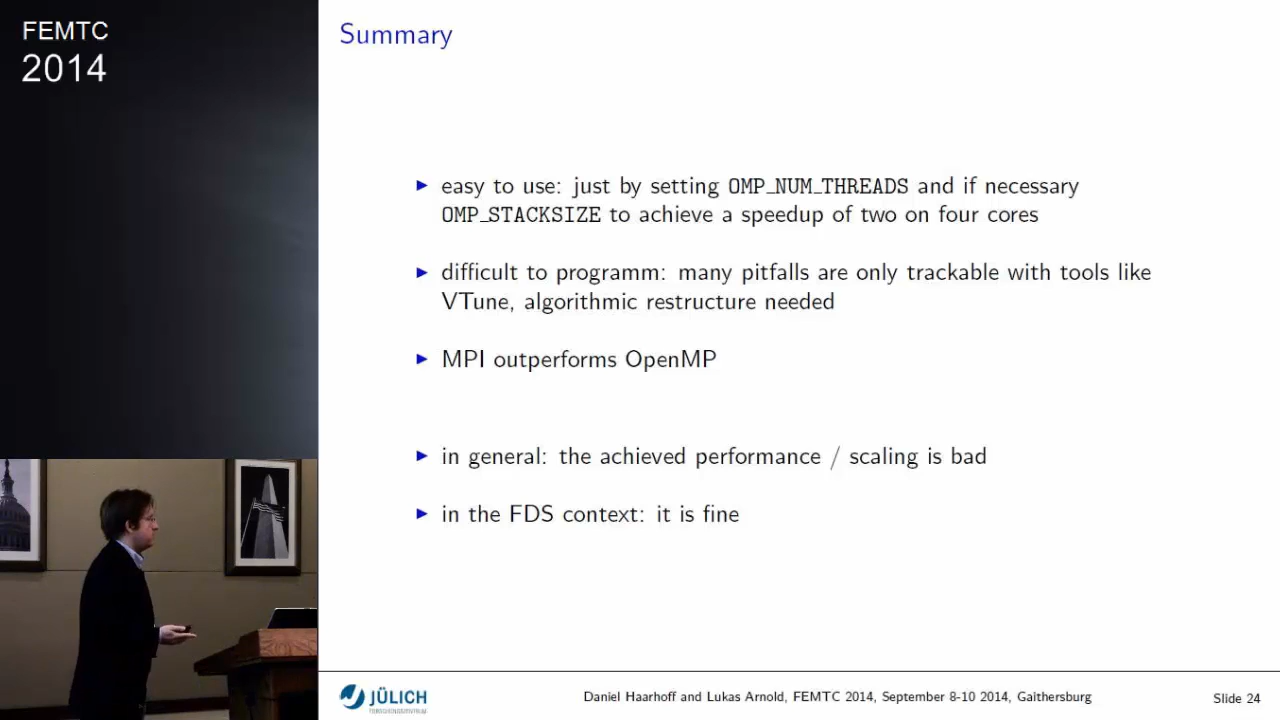 FEMTC
2014
Summary
easy to use: just by setting OMP_NUM_THREADS and if necessary
OMP_STACKSIZE to achieve a speedup of two on four cores
difficult to programm: many pitfalls are only trackable with tools like
VTune, algorithmic restructure needed
MPI outperforms OpenMP
in general: the achieved performance / scaling is bad
in the FDS context: it is fine
JÜLICH
FORSCHUNGSZENTRUM
Daniel Haarhoff and Lukas Arnold, FEMTC 2014, September 8-10 2014, Gaithersburg
Slide 24